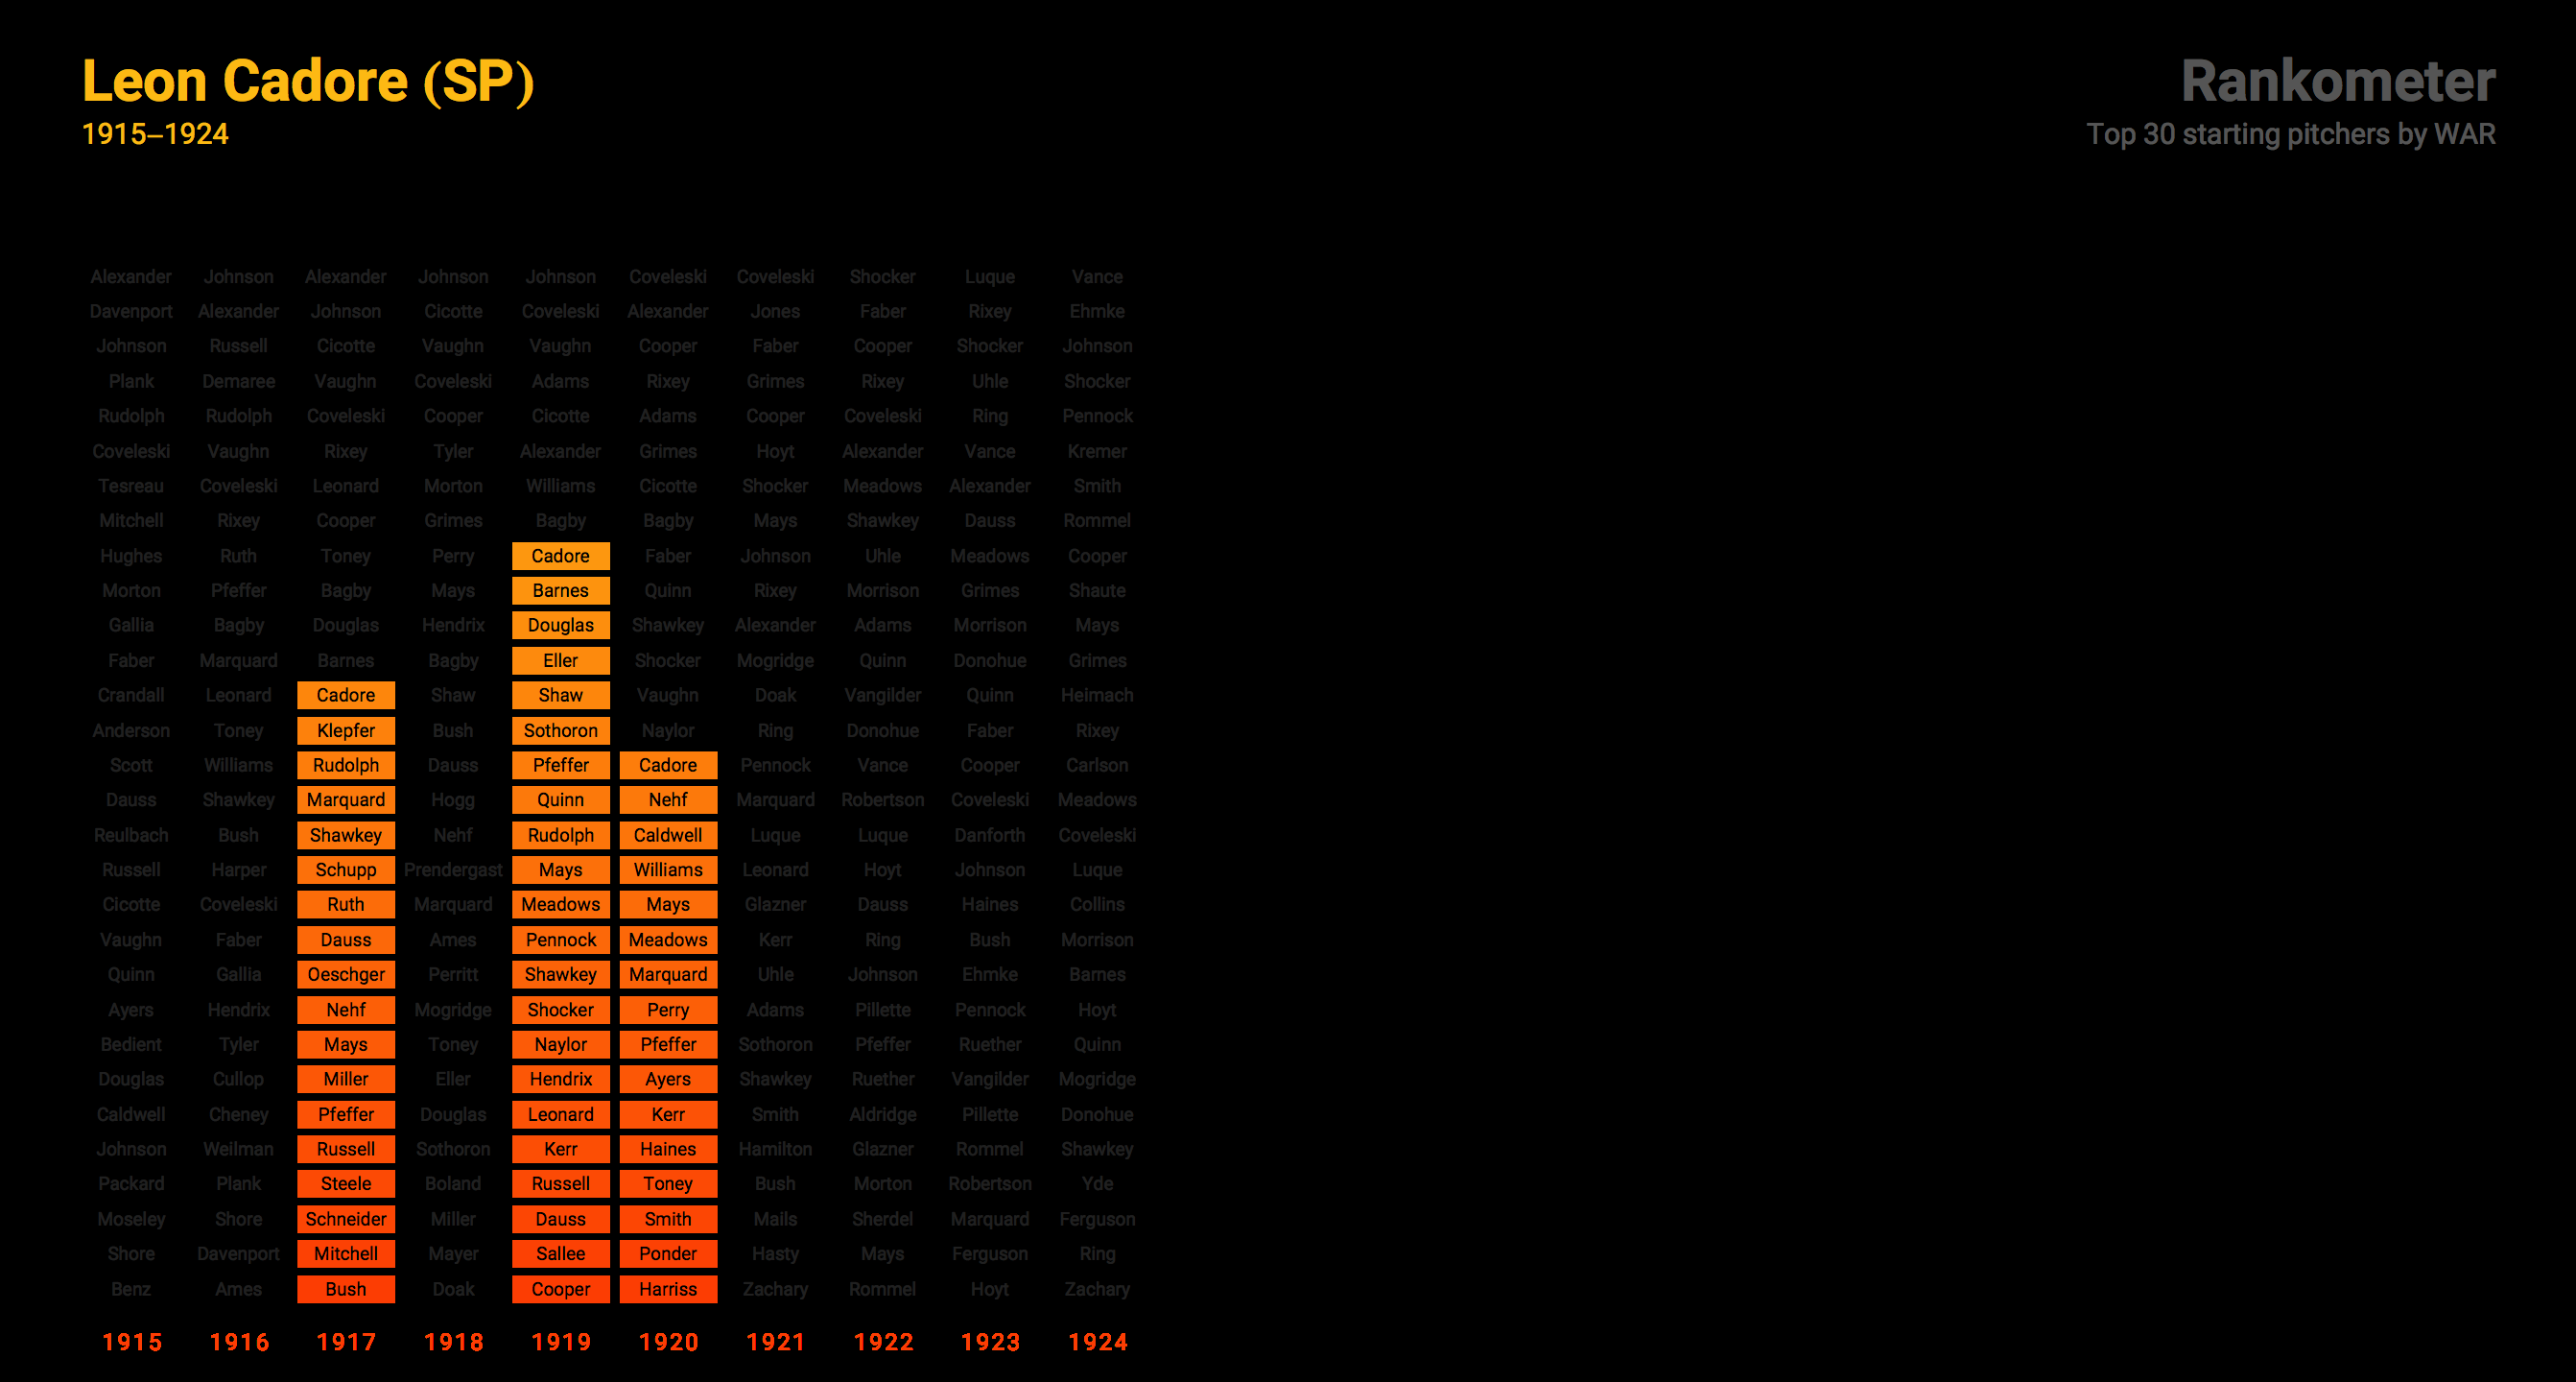 Leon Cadore (SP)
1915–1924
Rankometer
Top 30 starting pitchers by WAR
Alexander Johnson Alexander Johnson Johnson Coveleski Coveleski Shocker Luque Vance
Davenport Alexander Johnson Cicotte Coveleski Alexander Jones Faber Rixey Ehmke
Johnson Russell Cicotte Vaughn Vaughn Cooper Faber Cooper Shocker Johnson
Plank Demaree Vaughn Coveleski Adams Rixey Grimes Rixey Uhle Shocker
Rudolph Rudolph Coveleski Cooper Cicotte Adams Cooper Coveleski Ring Pennock
Coveleski Vaughn Rixey Tyler Alexander Grimes Hoyt Alexander Vance Kremer
Tesreau Coveleski Leonard Morton Williams Cicotte Shocker Meadows Alexander Smith
Mitchell Rixey Cooper Grimes Bagby Bagby Mays Shawkey Dauss Rommel
Hughes Ruth Toney Perry Cadore Faber Johnson Uhle Meadows Cooper
Morton Pfeffer Bagby Mays Barnes Quinn Rixey Morrison Grimes Shaute
Gallia Bagby Douglas Hendrix Douglas Shawkey Alexander Adams Morrison Mays
Faber Marquard Barnes Bagby Eller Shocker Mogridge Quinn Donohue Grimes
Crandall Leonard Cadore Shaw Shaw Vaughn Doak Vangilder Quinn Heimach
Anderson Toney Klepfer Bush Sothoron Naylor Ring Donohue Faber Rixey
Scott Williams Rudolph Dauss Pfeffer Cadore Pennock Vance Cooper Carlson
Dauss Shawkey Marquard Hogg Quinn Nehf Marquard Robertson Coveleski Meadows
Reulbach Bush Shawkey Nehf Rudolph Caldwell Luque Luque Danforth Coveleski
Russell Harper Schupp Prendergast Mays Williams Leonard Hoyt Johnson Luque
Cicotte Coveleski Ruth Marquard Meadows Mays Glazner Dauss Haines Collins
Vaughn Faber Dauss Ames Pennock Meadows Kerr Ring Bush Morrison
Quinn Gallia Oeschger Perritt Shawkey Marquard Uhle Johnson Ehmke Barnes
Ayers Hendrix Nehf Mogridge Shocker Perry Adams Pillette Pennock Hoyt
Bedient Tyler Mays Toney Naylor Pfeffer Sothoron Pfeffer Ruether Quinn
Douglas Cullop Miller Eller Hendrix Ayers Shawkey Ruether Vangilder Mogridge
Caldwell Cheney Pfeffer Douglas Leonard Kerr Smith Aldridge Pillette Donohue
Johnson Weilman Russell Sothoron Kerr Haines Hamilton Glazner Rommel Shawkey
Packard Plank Steele Boland Russell Toney Bush Morton Robertson Yde
Moseley Shore Schneider Miller Dauss Smith Mails Sherdel Marquard Ferguson
Shore Davenport Mitchell Mayer Sallee Ponder Hasty Mays Ferguson Ring
Benz Ames Bush Doak Cooper Harriss Zachary Rommel Hoyt Zachary
1915 1916 1917 1918 1919 1920 1921 1922 1923 1924